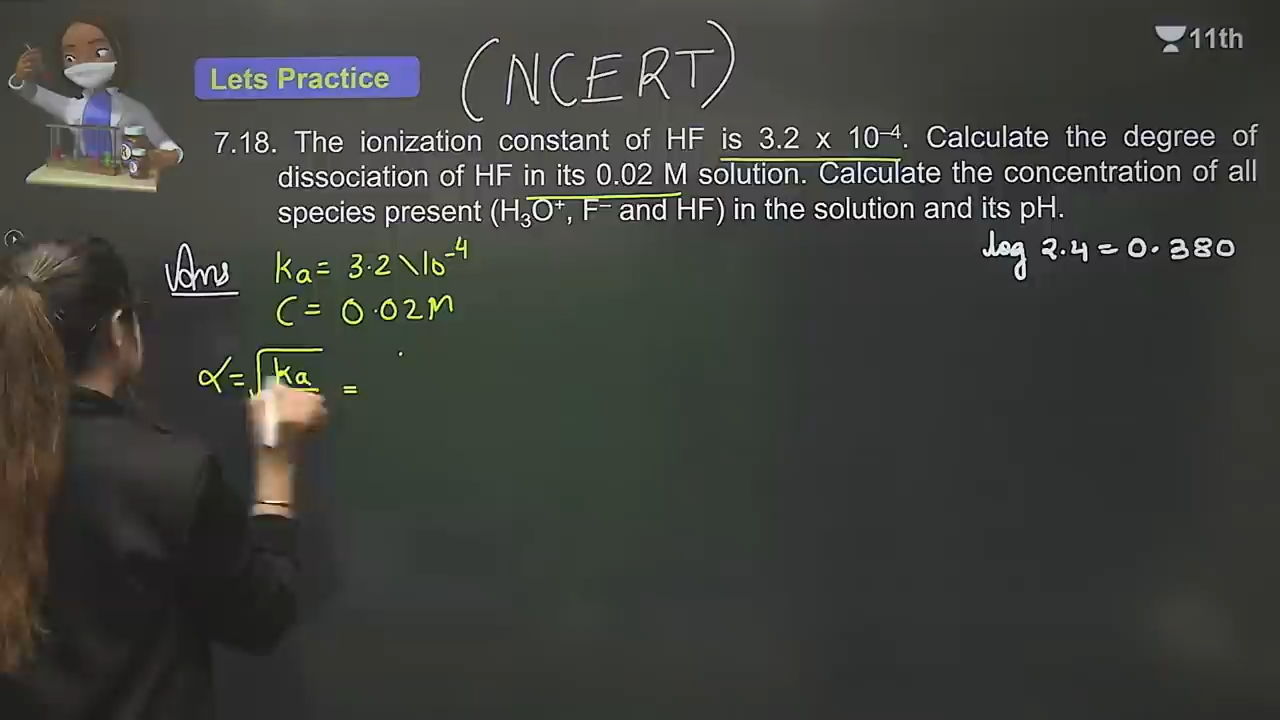 11th
Lets Practice (NCERT)
7.18. The ionization constant of HF is 3.2 x 10⁻⁴. Calculate the degree of
dissociation of HF in its 0.02 M solution. Calculate the concentration of all
species present (H₃O⁺, F⁻ and HF) in the solution and its pH.
log 2.4 = 0.380
Ans Ka = 3.2 \ 10⁻⁴
C = 0.02M
α = √Ka =